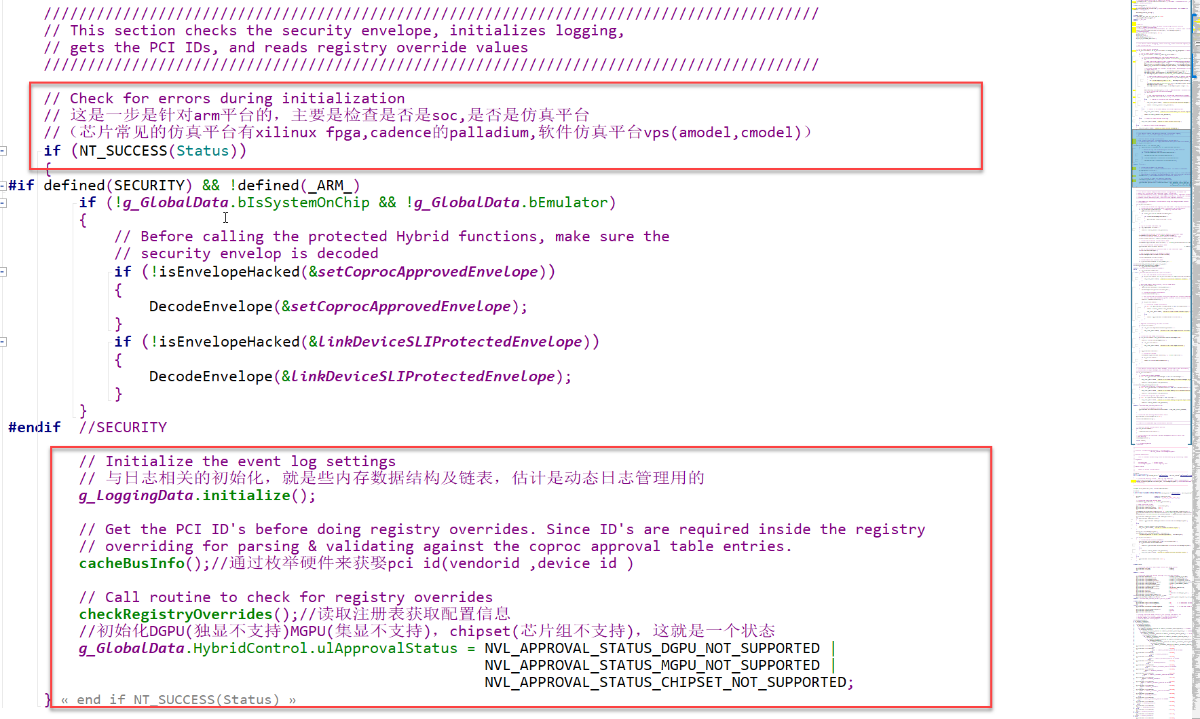 ////////////////////////////////////////////////////////////////////////////////////////
// This section checks the security envelope, initializes logging,
// gets the PCI IDs, and reads registry override values
////////////////////////////////////////////////////////////////////////////////////////
// Check for errors during initialization
// 这是一步是针对arm平台的, 主要是检查是否是soc, 是否是仿真平台
// (芯片常见的仿真平台有xilinux fpga,cadence的palladium,软件仿真平台vps(amodel,cmodel))
if (NT_SUCCESS(Status))
{
#if defined(SECURITY) && !defined(_ARM_)
if (!g_GlobalData.bIsSystemOnChip && !g_GlobalData.bEmulator)
{
// Before calling the protected Hybrid functions, make sure the
// security envelop is decoded
if (!isEnvelopeHacked(&setCoprocApprovedEnvelope))
{
DecodeEnvelope(&setCoprocApprovedEnvelope);
}
if (!isEnvelopeHacked(&LinkDeviceSLIProtectedEnvelope))
{
DecodeEnvelope(&linkDeviceSLIProtectedEnvelope);
}
}
#endif //SECURITY
// Initialize the event log settings
// 与日志相关的初始化, 就是些内存数据结构及链表, 估计是动态日志管理用的
g_LoggingData.initialize();
// Get the PCI ID's before doing registry overrides since ID's are required inside the registry
// overriding for parsing & validating against the coproc approval table entries.
cacheBusInfo();//通过枚举硬件来获娶pci id(vendorid ,device id
// Call routine to check for registry overrides
checkRegistryOverrides();//读取注册表获取配置信息
//初始化DGPU(独显不支持)MGPU(集显不支持), chipset(芯片组不支持), 这就是一个状态
g_GlobalData.HybridControl.ulApprovalStatus = NVL_APPROVAL_STATUS_DGPU_NOT_SUPPORTED |
NVL_APPROVAL_STATUS_MGPU_NOT_SUPPORTED |
NVL_APPROVAL_STATUS_CHIPSET_NOT_SUPPORTED;
} « end if NT_SUCCESS(Status) »